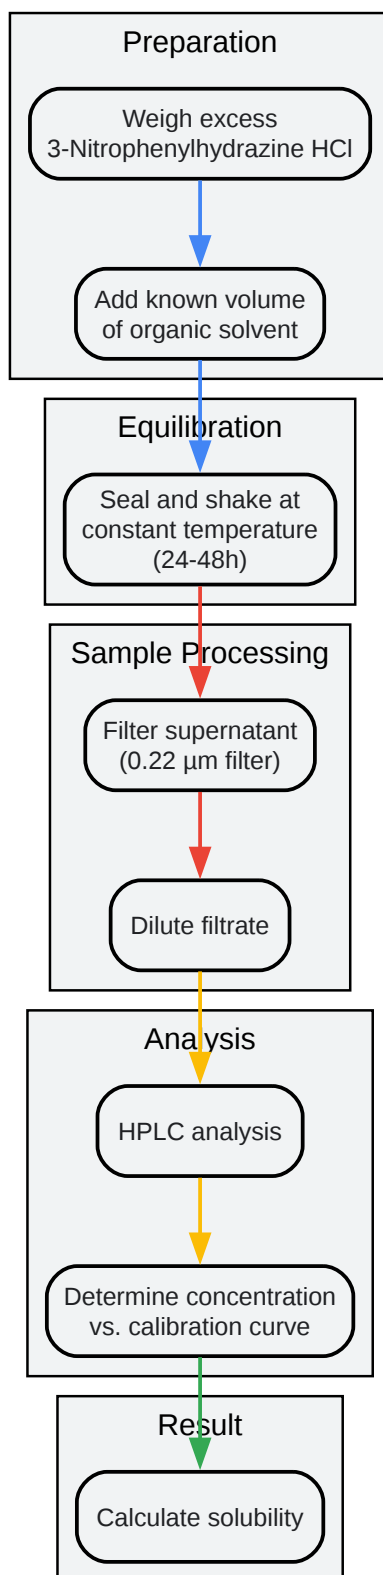 Preparation
Weigh excess
3-Nitrophenylhydrazine HCl
Add known volume
of organic solvent
Equilibration
Seal and shake at
constant temperature
(24-48h)
Sample Processing
Filter supernatant
(0.22 µm filter)
Dilute filtrate
Analysis
HPLC analysis
Determine concentration
vs. calibration curve
Result
Calculate solubility